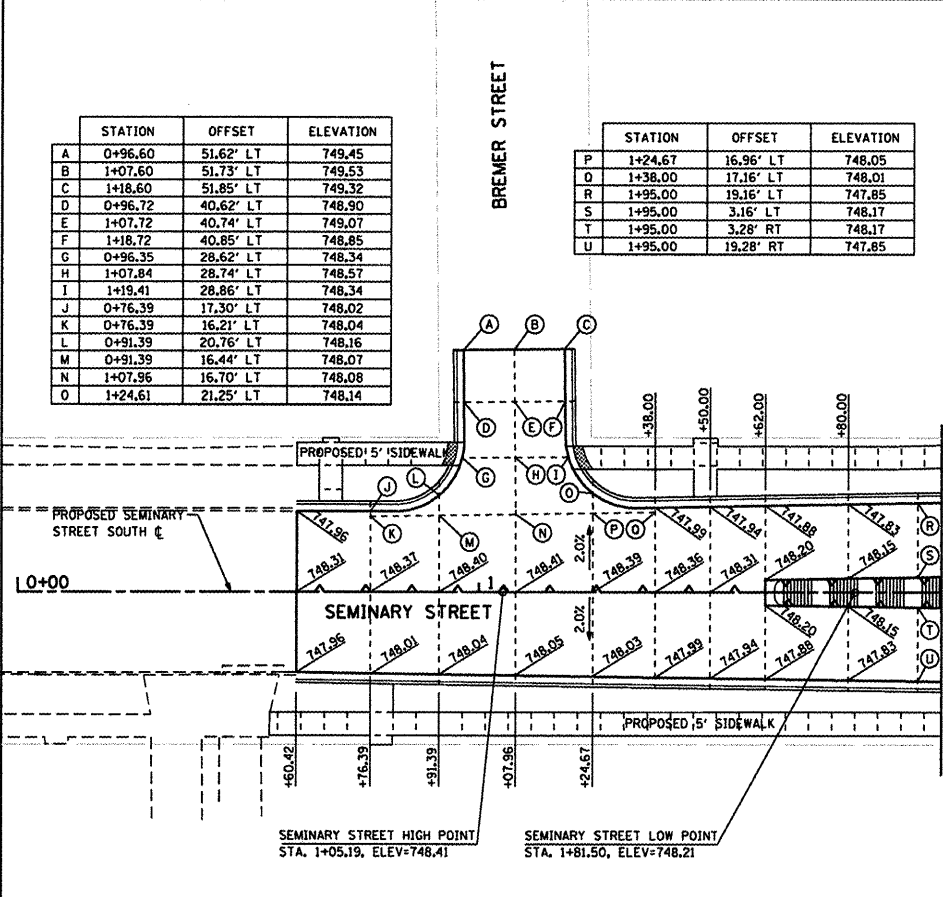 BREMER STREET
STATION OFFSET ELEVATION
A 0+96.60 51.62' LT 749.45
B 1+07.60 51.73' LT 749.53
C 1+18.60 51.85' LT 749.32
D 0+96.72 40.62' LT 748.90
E 1+07.72 40.74' LT 749.07
F 1+18.72 40.85' LT 748.85
G 0+96.35 28.62' LT 748.34
H 1+07.84 28.74' LT 748.57
I 1+19.41 28.86' LT 748.34
J 0+76.39 17.30' LT 748.02
K 0+76.39 16.21' LT 748.04
L 0+91.39 20.76' LT 748.16
M 0+91.39 16.44' LT 748.07
N 1+07.96 16.70' LT 748.08
O 1+24.61 21.25' LT 748.14
STATION OFFSET ELEVATION
P 1+24.67 16.96' LT 748.05
Q 1+38.00 17.16' LT 748.01
R 1+95.00 19.16' LT 747.85
S 1+95.00 3.16' LT 748.17
T 1+95.00 3.28' RT 748.17
U 1+95.00 19.28' RT 747.85
A B C
D E F
+38.00 +50.00 +62.00 +80.00
PROPOSED 5' SIDEWALK
G H I
J L O
K M N P Q R
PROPOSED SEMINARY
STREET SOUTH ℄
747.96 747.99 747.94 747.88 747.83
2.0%
S
748.31 748.37 748.40 748.41 748.39 748.36 748.31 748.20 748.15
0+00
1
SEMINARY STREET
2.0%
748.20 748.15
T
747.96 748.01 748.04 748.05 748.03 747.99 747.94 747.88 747.83
U
PROPOSED 5' SIDEWALK
+60.42 +76.39 +91.39 +07.96 +24.67
SEMINARY STREET HIGH POINT
STA. 1+05.19, ELEV=748.41
SEMINARY STREET LOW POINT
STA. 1+81.50, ELEV=748.21